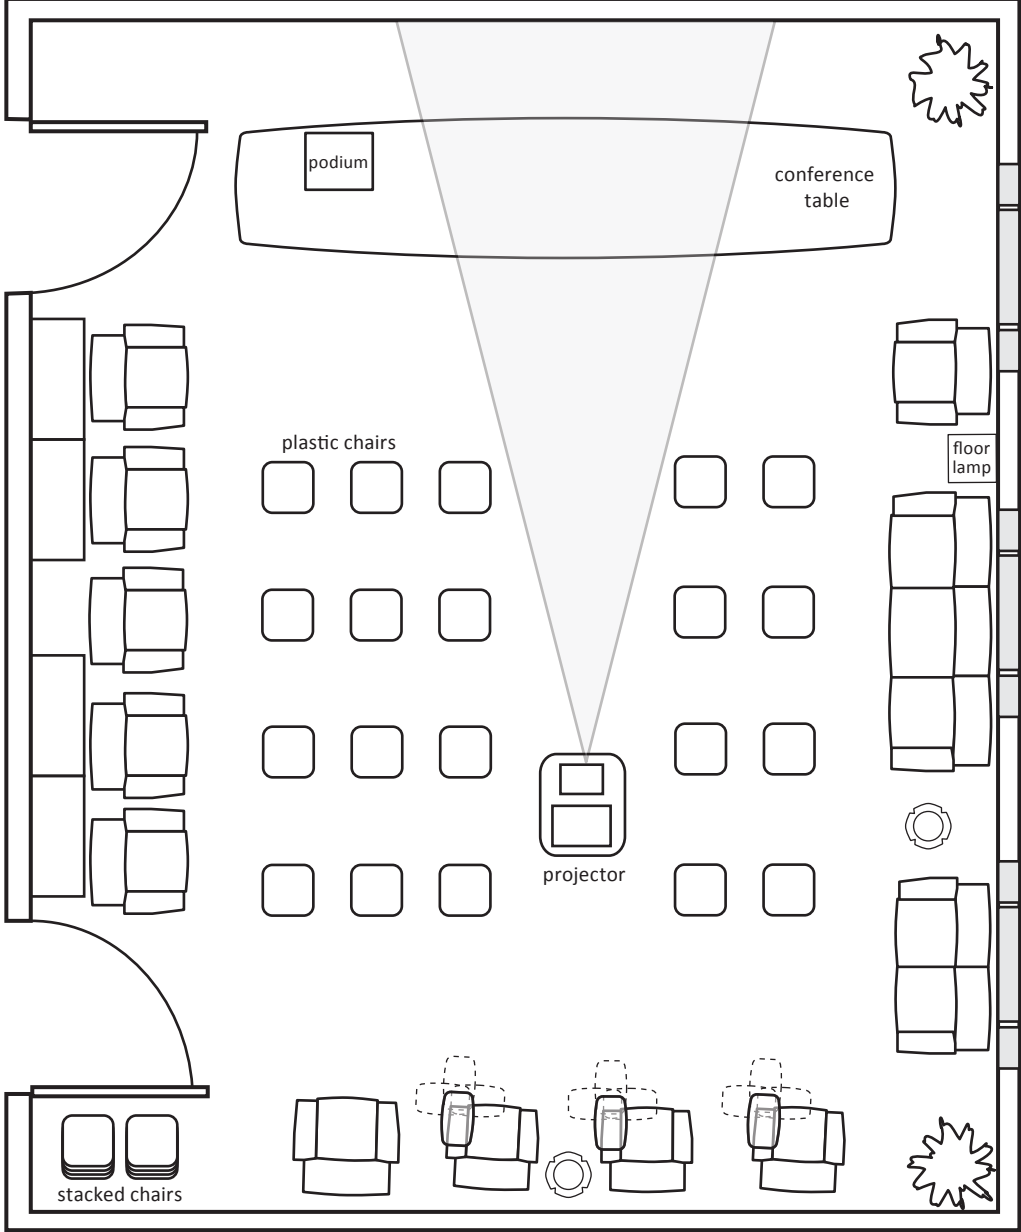 podium
conference
table
plastic chairs
floor
lamp
projector
stacked chairs